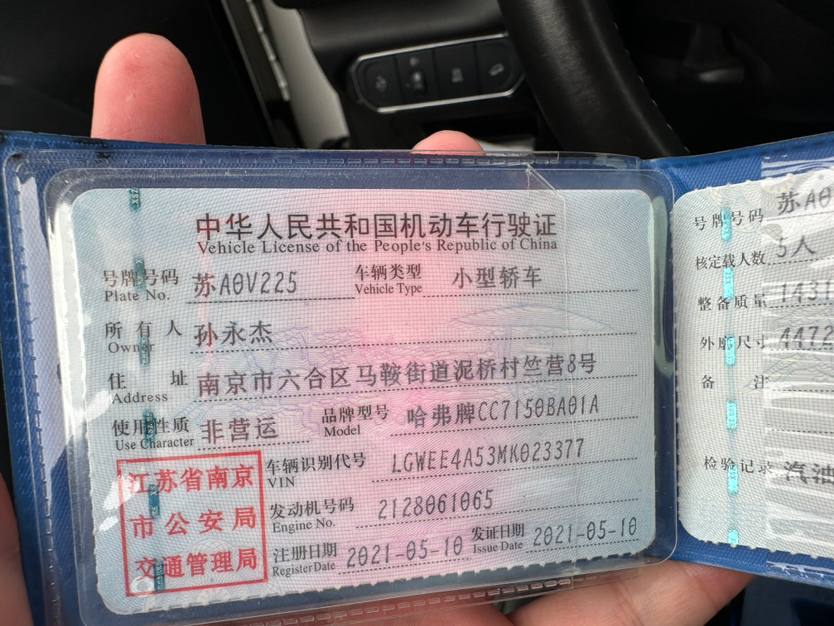 中华人民共和国机动车行驶证
Vehicle License of the People's Republic of China
号牌号码 苏A0V225 车辆类型 小型轿车
Plate No. Vehicle Type
所有人 孙永杰
Owner
住址 南京市六合区马鞍街道泥桥村竺营8号
Address
使用性质 非营运 品牌型号 哈弗牌CC7150BA01A
Use Character Model
车辆识别代号 LGWEE4A53MK023377
VIN
发动机号码 2128061065
Engine No.
注册日期 2021-05-10 发证日期 2021-05-10
Register Date Issue Date
江苏省南京
市公安局
交通管理局
号牌号码 苏A0
核定载人数 5人
整备质量 1431
外廓尺寸 4472
备注
检验记录 汽油